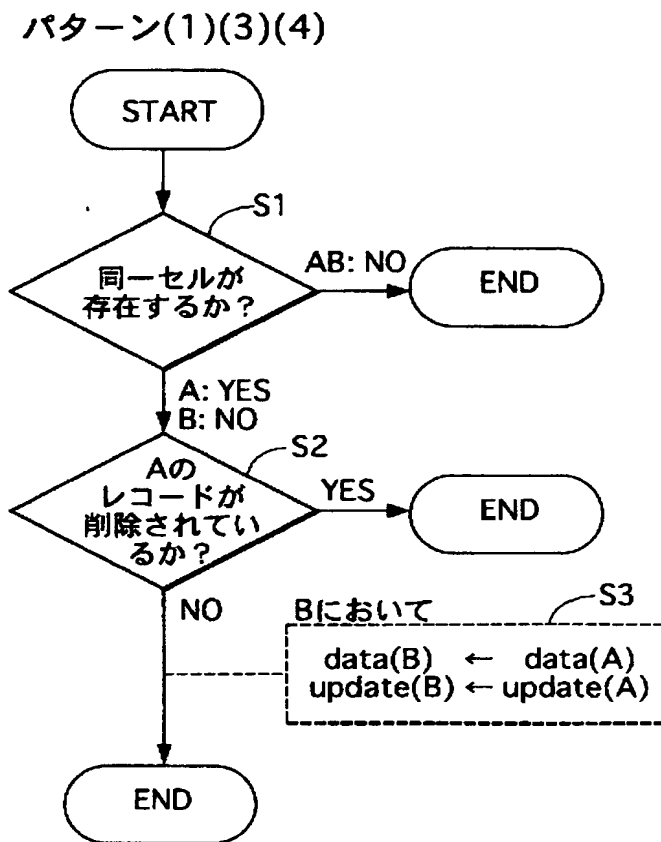 パターン(1)(3)(4)
START
S1
同一セルが
存在するか？
AB: NO
END
A: YES
B: NO
S2
Aの
レコードが
削除されてい
るか？
YES
END
NO
Bにおいて
S3
data(B) ← data(A)
update(B) ← update(A)
END